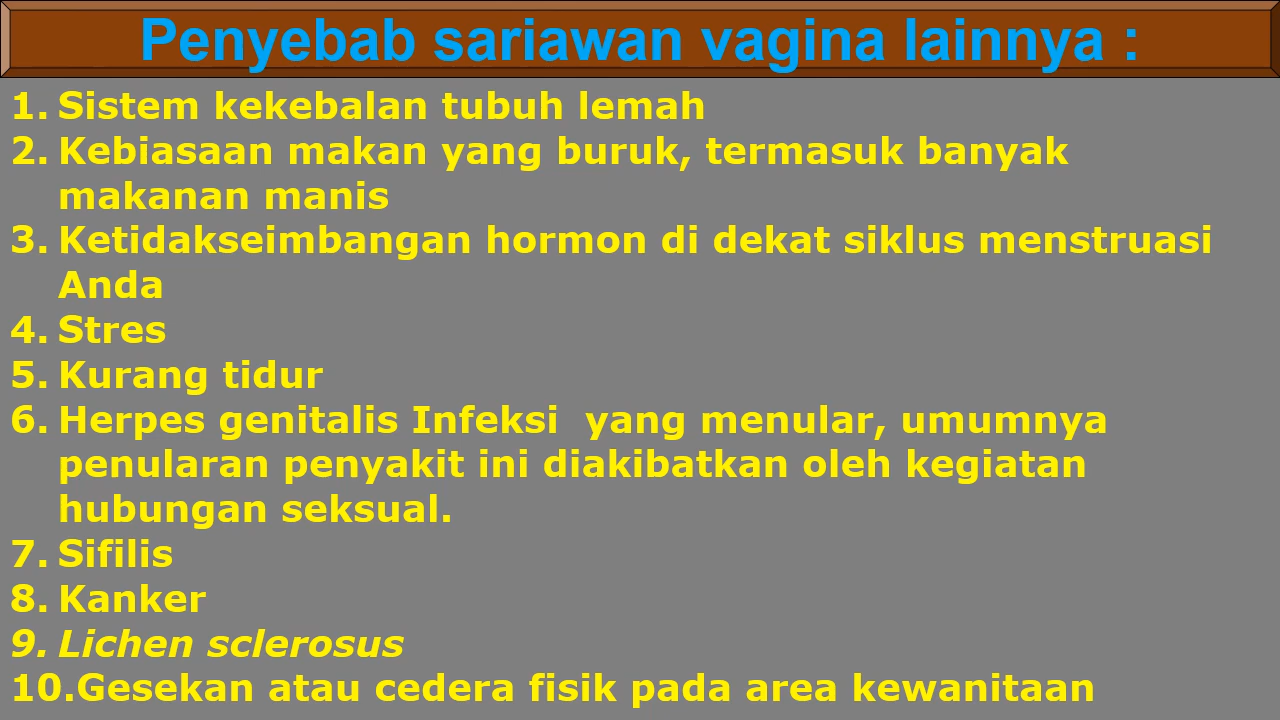 Penyebab sariawan vagina lainnya :
1. Sistem kekebalan tubuh lemah
2. Kebiasaan makan yang buruk, termasuk banyak
makanan manis
3. Ketidakseimbangan hormon di dekat siklus menstruasi
Anda
4. Stres
5. Kurang tidur
6. Herpes genitalis Infeksi  yang menular, umumnya
penularan penyakit ini diakibatkan oleh kegiatan
hubungan seksual.
7. Sifilis
8. Kanker
9. Lichen sclerosus
10.Gesekan atau cedera fisik pada area kewanitaan